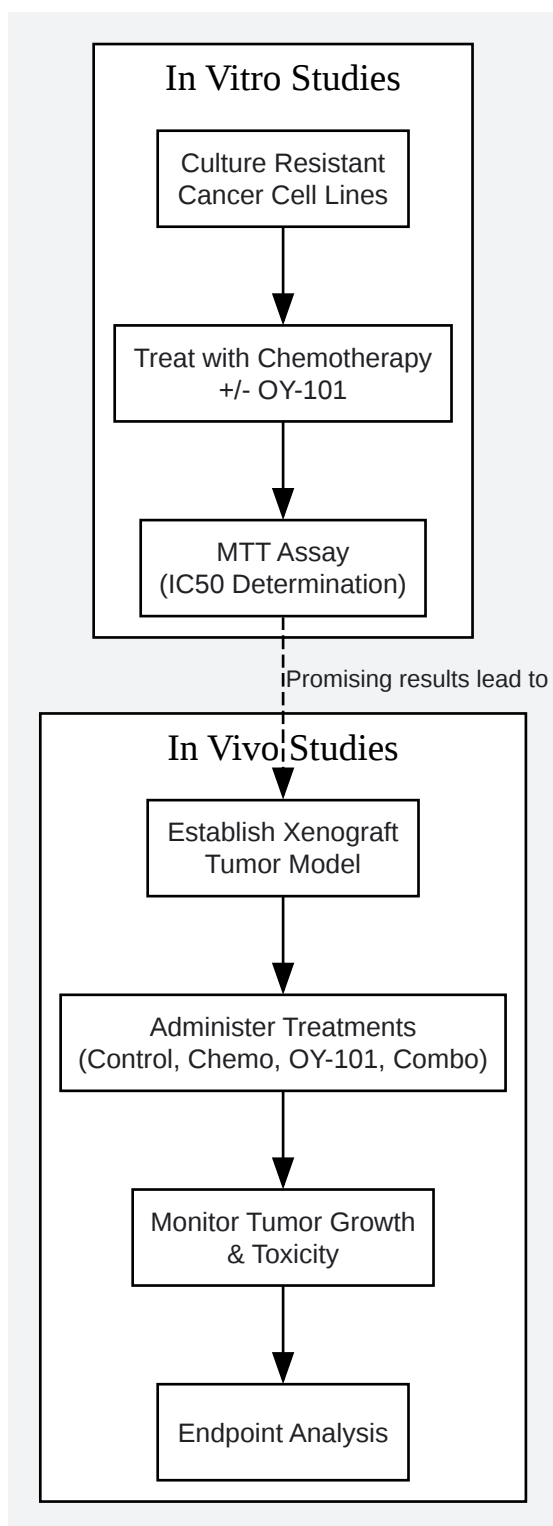 In Vitro Studies
Culture Resistant
Cancer Cell Lines
Treat with Chemotherapy
+/- OY-101
MTT Assay
(IC50 Determination)
Promising results lead to
In Vivo Studies
Establish Xenograft
Tumor Model
Administer Treatments
(Control, Chemo, OY-101, Combo)
Monitor Tumor Growth
& Toxicity
Endpoint Analysis